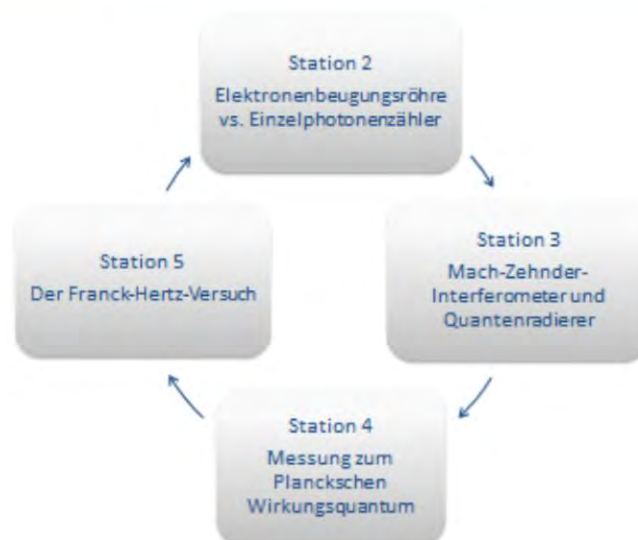 Station 2
Elektronenbeugungsröhre
vs. Einzelphotonenzähler
Station 3
Mach-Zehnder-
Interferometer und
Quantenradierer
Station 4
Messung zum
Planckschen
Wirkungsquantum
Station 5
Der Franck-Hertz-Versuch